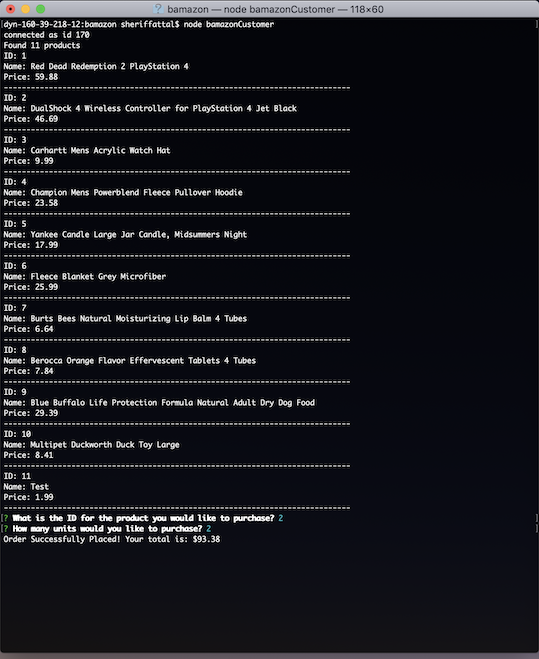 bamazon — node bamazonCustomer — 118×60
[dyn-160-39-218-12:bamazon sheriffattal$ node bamazonCustomer ]
connected as id 170
Found 11 products
ID: 1
Name: Red Dead Redemption 2 PlayStation 4
Price: 59.88
--------------------------------------------------------------------------
ID: 2
Name: DualShock 4 Wireless Controller for PlayStation 4 Jet Black
Price: 46.69
--------------------------------------------------------------------------
ID: 3
Name: Carhartt Mens Acrylic Watch Hat
Price: 9.99
--------------------------------------------------------------------------
ID: 4
Name: Champion Mens Powerblend Fleece Pullover Hoodie
Price: 23.58
--------------------------------------------------------------------------
ID: 5
Name: Yankee Candle Large Jar Candle, Midsummers Night
Price: 17.99
--------------------------------------------------------------------------
ID: 6
Name: Fleece Blanket Grey Microfiber
Price: 25.99
--------------------------------------------------------------------------
ID: 7
Name: Burts Bees Natural Moisturizing Lip Balm 4 Tubes
Price: 6.64
--------------------------------------------------------------------------
ID: 8
Name: Berocca Orange Flavor Effervescent Tablets 4 Tubes
Price: 7.84
--------------------------------------------------------------------------
ID: 9
Name: Blue Buffalo Life Protection Formula Natural Adult Dry Dog Food
Price: 29.39
--------------------------------------------------------------------------
ID: 10
Name: Multipet Duckworth Duck Toy Large
Price: 8.41
--------------------------------------------------------------------------
ID: 11
Name: Test
Price: 1.99
--------------------------------------------------------------------------
[? What is the ID for the product you would like to purchase? 2 ]
[? How many units would you like to purchase? 2 ]
Order Successfully Placed! Your total is: $93.38